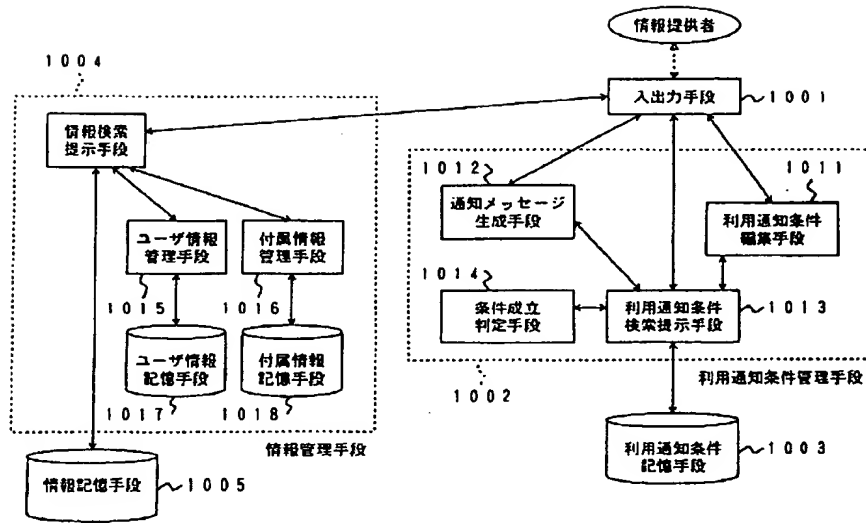 情報提供者
1004
入出力手段
1001
情報検索
提示手段
1012
1011
通知メッセージ
生成手段
利用通知条件
編集手段
ユーザ情報
管理手段
付属情報
管理手段
1014
1015
1016
条件成立
判定手段
利用通知条件
検索提示手段
1013
ユーザ情報
記憶手段
付属情報
記憶手段
利用通知条件管理手段
1017
1018
1002
情報管理手段
情報記憶手段
1005
利用通知条件
記憶手段
1003